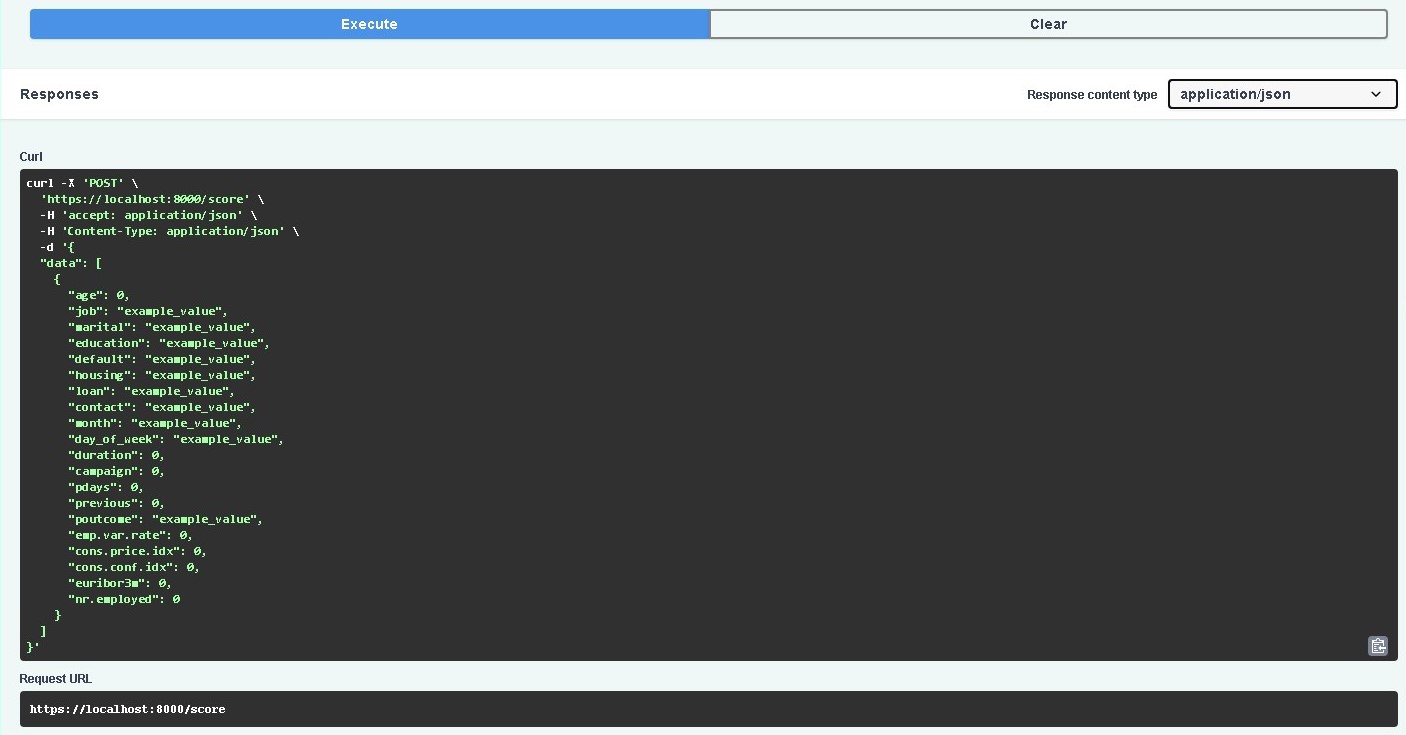 Execute
Clear
Responses
Response content type
application/json
Curl
curl -X 'POST' \
  'https://localhost:8000/score' \
  -H 'accept: application/json' \
  -H 'Content-Type: application/json' \
  -d '{
  "data": [
    {
      "age": 0,
      "job": "example_value",
      "marital": "example_value",
      "education": "example_value",
      "default": "example_value",
      "housing": "example_value",
      "loan": "example_value",
      "contact": "example_value",
      "month": "example_value",
      "day_of_week": "example_value",
      "duration": 0,
      "campaign": 0,
      "pdays": 0,
      "previous": 0,
      "poutcome": "example_value",
      "emp.var.rate": 0,
      "cons.price.idx": 0,
      "cons.conf.idx": 0,
      "euribor3m": 0,
      "nr.employed": 0
    }
  ]
}'
Request URL
https://localhost:8000/score